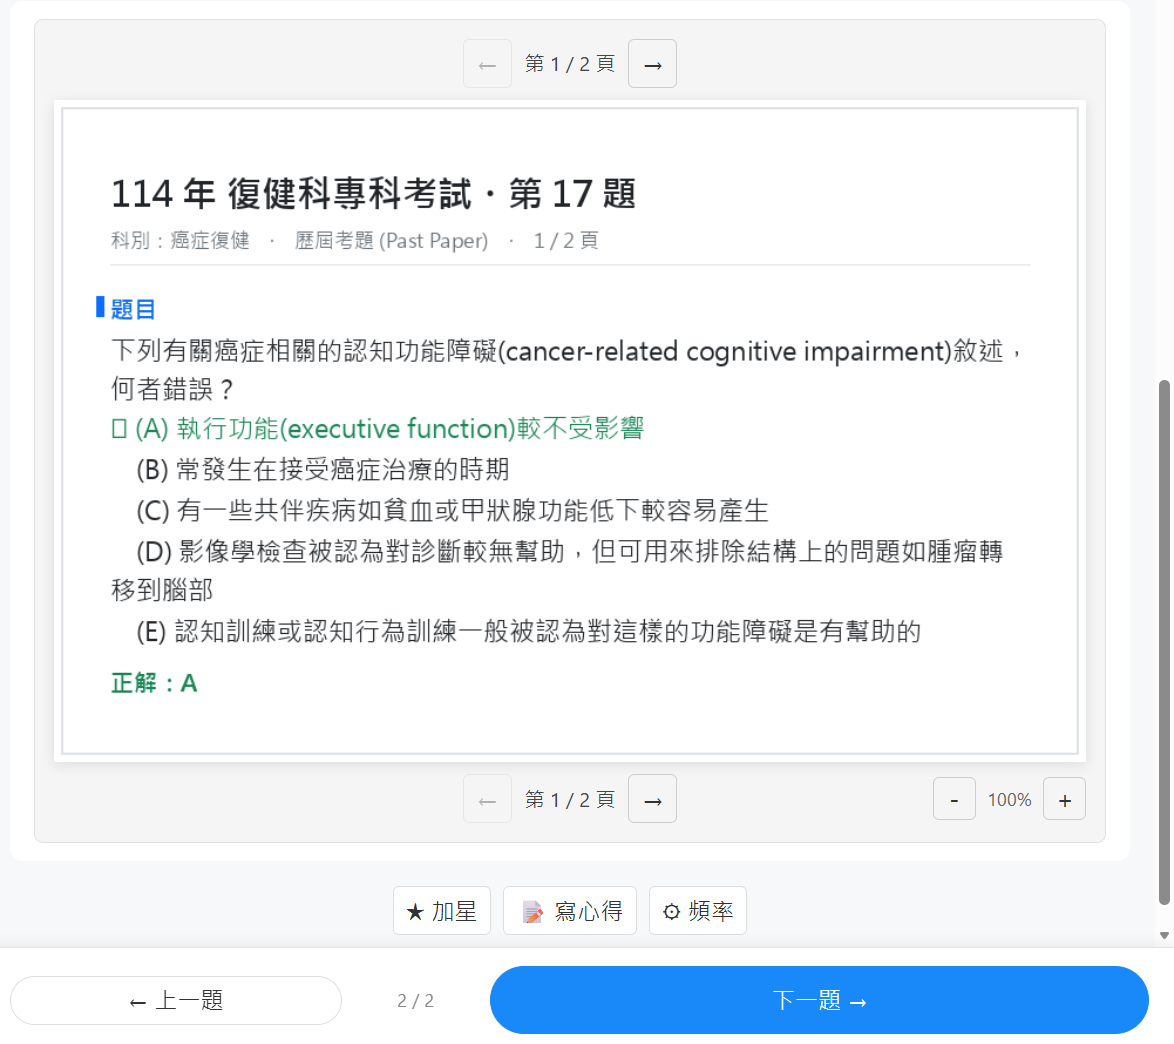 ← 第 1 / 2 頁 →
114 年 復健科專科考試・第 17 題
科別：癌症復健 · 歷屆考題 (Past Paper) · 1 / 2 頁
題目
下列有關癌症相關的認知功能障礙(cancer-related cognitive impairment)敘述，
何者錯誤？
(A) 執行功能(executive function)較不受影響
(B) 常發生在接受癌症治療的時期
(C) 有一些共伴疾病如貧血或甲狀腺功能低下較容易產生
(D) 影像學檢查被認為對診斷較無幫助，但可用來排除結構上的問題如腫瘤轉
移到腦部
(E) 認知訓練或認知行為訓練一般被認為對這樣的功能障礙是有幫助的
正解：A
← 第 1 / 2 頁 → - 100% +
★ 加星 📝 寫心得 ⚙ 頻率
← 上一題 2 / 2 下一題 →